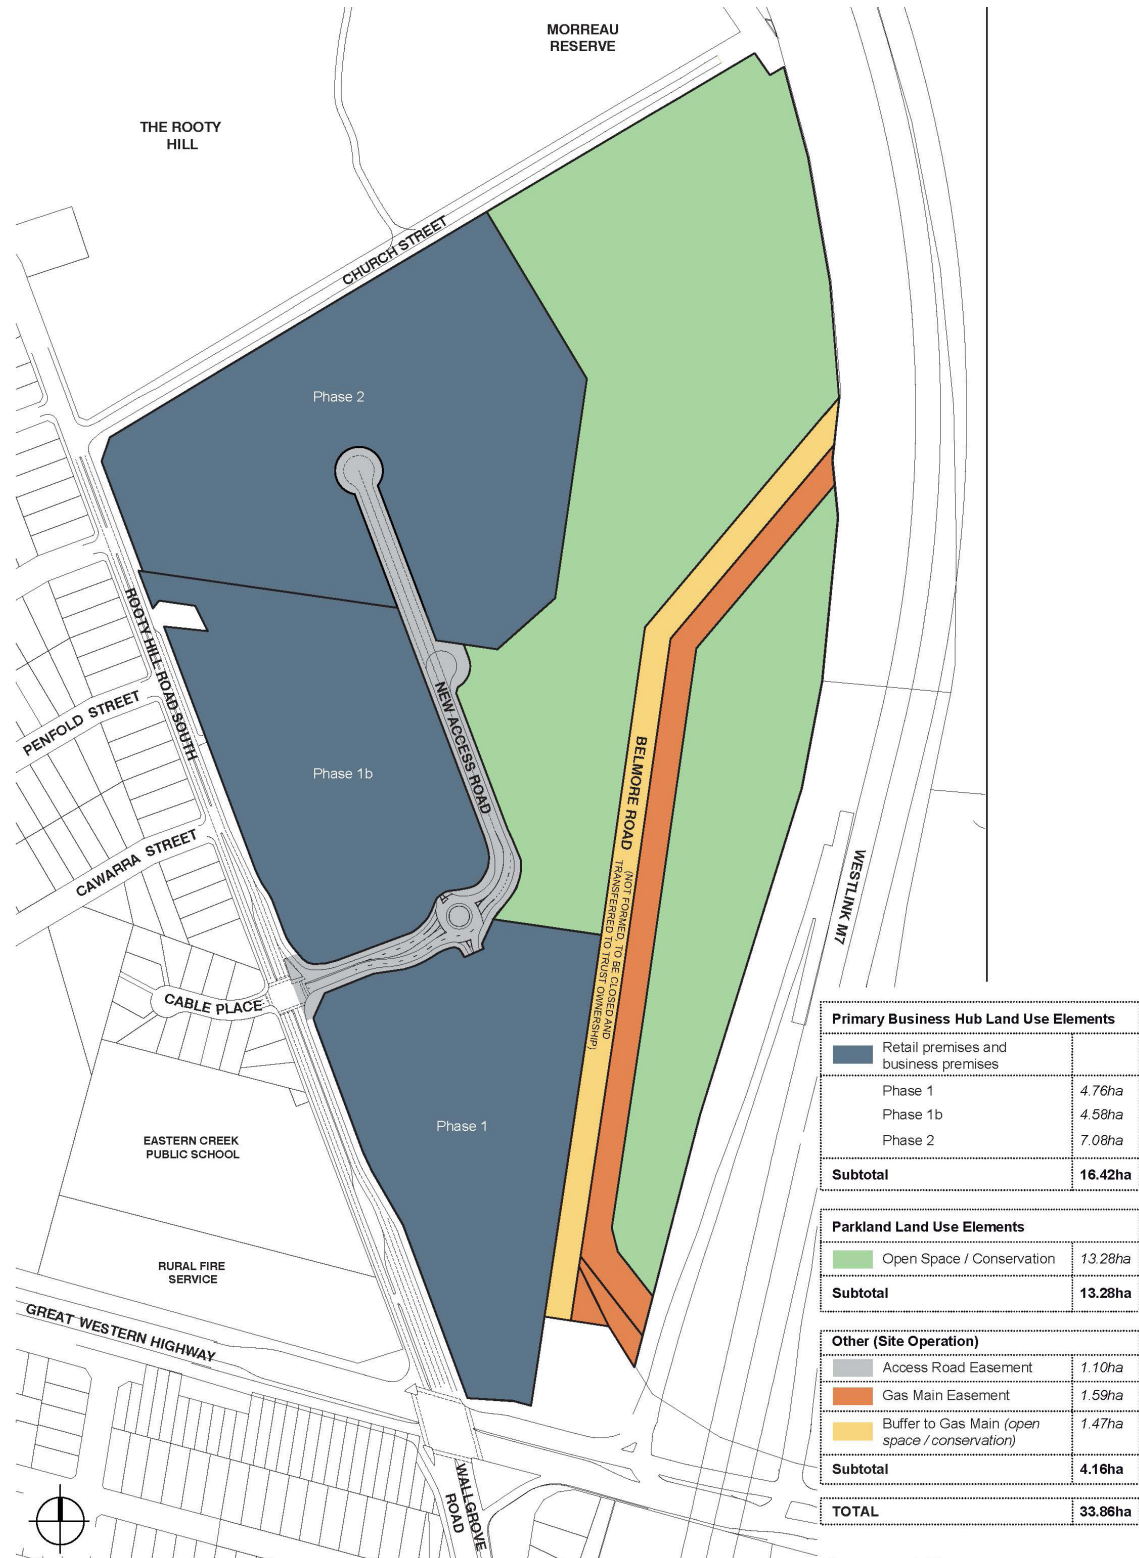 MORREAU
RESERVE
THE ROOTY
HILL
CHURCH STREET
Phase 2
ROOTY HILL ROAD SOUTH
PENFOLD STREET
NEW ACCESS ROAD
Phase 1b
BELMORE ROAD
(NOT FORMED, TO BE CLOSED AND
TRANSFERRED TO TRUST OWNERSHIP)
CAWARRA STREET
WESTLINK M7
CABLE PLACE
Phase 1
EASTERN CREEK
PUBLIC SCHOOL
RURAL FIRE
SERVICE
GREAT WESTERN HIGHWAY
WALLGROVE
ROAD
Primary Business Hub Land Use Elements
Retail premises and
business premises
Phase 1 4.76ha
Phase 1b 4.58ha
Phase 2 7.08ha
Subtotal 16.42ha
Parkland Land Use Elements
Open Space / Conservation 13.28ha
Subtotal 13.28ha
Other (Site Operation)
Access Road Easement 1.10ha
Gas Main Easement 1.59ha
Buffer to Gas Main (open 1.47ha
space / conservation)
Subtotal 4.16ha
TOTAL 33.86ha